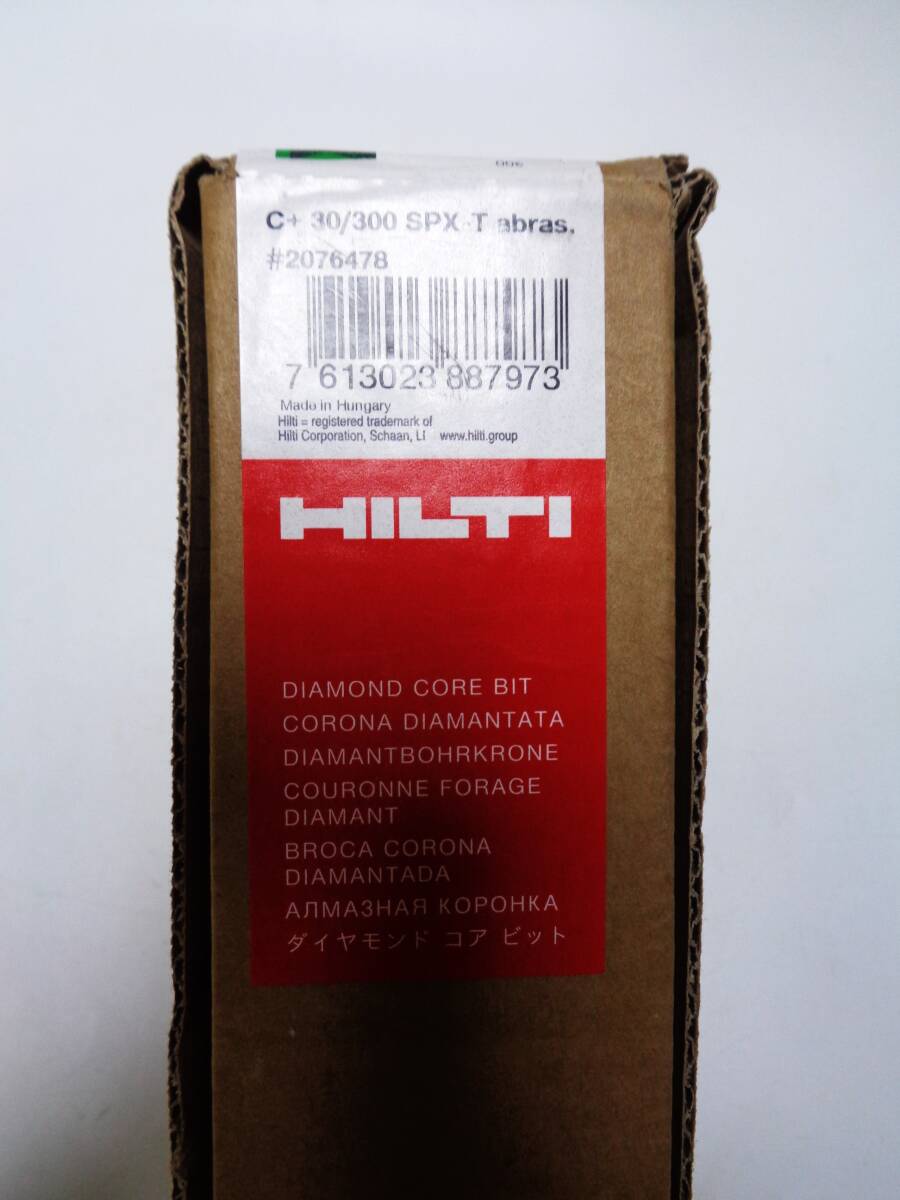 C+ 30/300 SPX-T abras.
#2076478
7 613023 887973
Made in Hungary
Hilti = registered trademark of
Hilti Corporation, Schaan, LI www.hilti.group
HILTI
DIAMOND CORE BIT
CORONA DIAMANTATA
DIAMANTBOHRKRONE
COURONNE FORAGE
DIAMANT
BROCA CORONA
DIAMANTADA
АЛМАЗНАЯ КОРОНКА
ダイヤモンド コア ビット